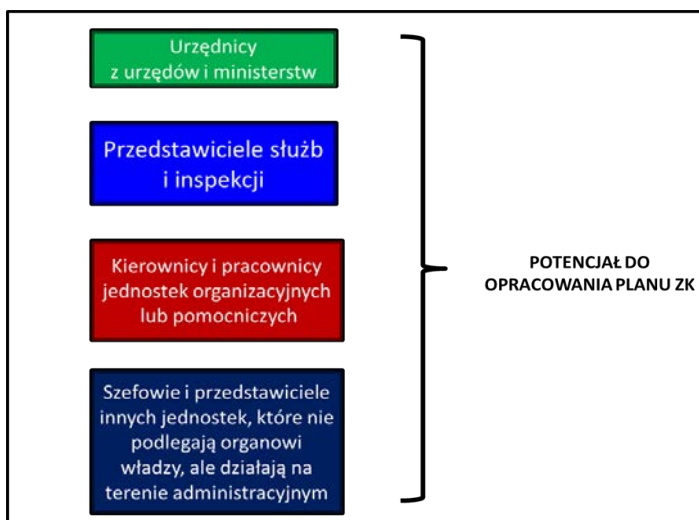 Urzędnicy
z urzędów i ministerstw
Przedstawiciele służb
i inspekcji
Kierownicy i pracownicy
jednostek organizacyjnych
lub pomocniczych
Szefowie i przedstawiciele
innych jednostek, które nie
podlegają organowi
władzy, ale działają na
terenie administracyjnym
POTENCJAŁ DO
OPRACOWANIA PLANU ZK